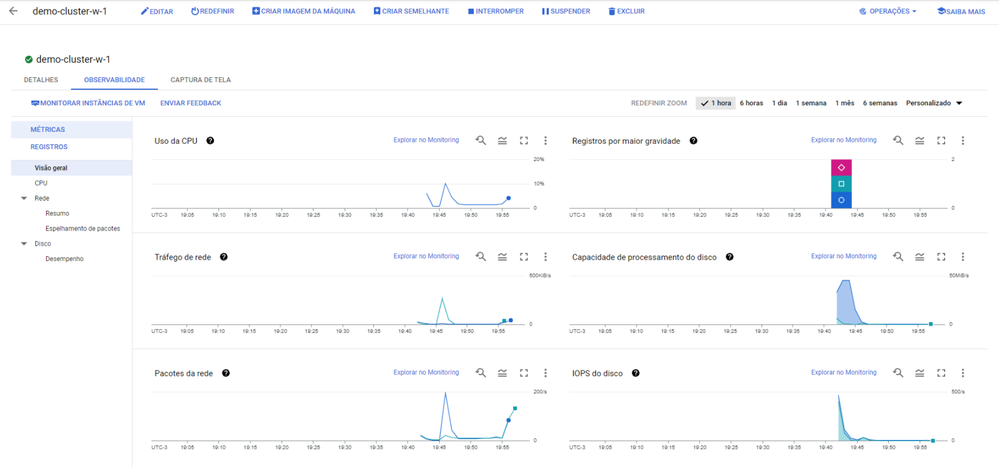 demo-cluster-w-1
EDITAR
REDEFINIR
CRIAR IMAGEM DA MÁQUINA
CRIAR SEMELHANTE
INTERROMPER
SUSPENDER
EXCLUIR
OPERAÇÕES
SAIBA MAIS
demo-cluster-w-1
DETALHES
OBSERVABILIDADE
CAPTURA DE TELA
MONITORAR INSTÂNCIAS DE VM
ENVIAR FEEDBACK
REDEFINIR ZOOM
1 hora
6 horas
1 dia
1 semana
1 mês
6 semanas
Personalizado
MÉTRICAS
REGISTROS
Visão geral
CPU
Rede
Resumo
Espelhamento de pacotes
Disco
Desempenho
Uso da CPU
Explorar no Monitoring
20%
10%
0
UTC-3 19:05 19:10 19:15 19:20 19:25 19:30 19:35 19:40 19:45 19:50 19:55
Registros por maior gravidade
Explorar no Monitoring
2
0
UTC-3 19:05 19:10 19:15 19:20 19:25 19:30 19:35 19:40 19:45 19:50 19:55
Tráfego de rede
Explorar no Monitoring
500KiB/s
0
UTC-3 19:05 19:10 19:15 19:20 19:25 19:30 19:35 19:40 19:45 19:50 19:55
Capacidade de processamento do disco
Explorar no Monitoring
50MiB/s
0
UTC-3 19:05 19:10 19:15 19:20 19:25 19:30 19:35 19:40 19:45 19:50 19:55
Pacotes da rede
Explorar no Monitoring
200/s
0
UTC-3 19:05 19:10 19:15 19:20 19:25 19:30 19:35 19:40 19:45 19:50 19:55
IOPS do disco
Explorar no Monitoring
500/s
0
UTC-3 19:05 19:10 19:15 19:20 19:25 19:30 19:35 19:40 19:45 19:50 19:55